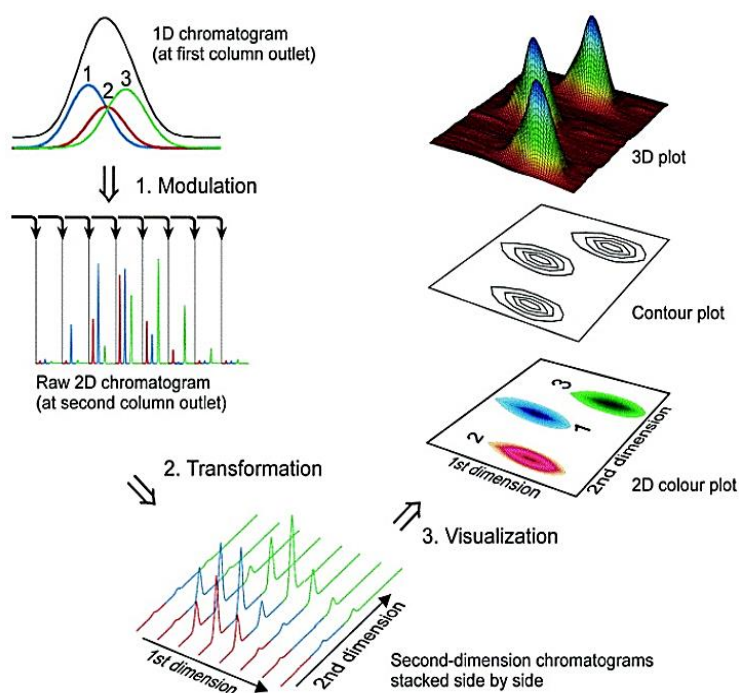 1D chromatogram
(at first column outlet)
1
2
3
1. Modulation
Raw 2D chromatogram
(at second column outlet)
2. Transformation
1st dimension
2nd dimension
Second-dimension chromatograms
stacked side by side
3. Visualization
3D plot
Contour plot
3
1
2
1st dimension
2nd dimension
2D colour plot